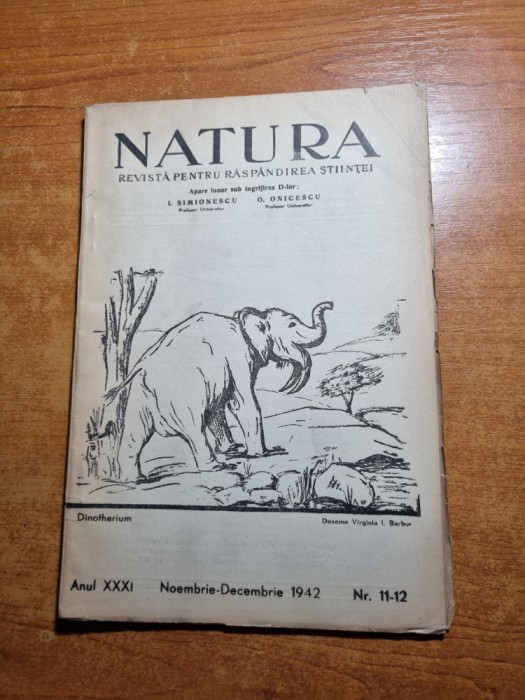 NATURA
REVISTĂ PENTRU RĂSPÂNDIREA ȘTIINȚEI
Apare lunar sub îngrijirea D-lor:
I. SIMIONESCU O. ONICESCU
Profesor Universitar Profesor Universitar
Dinotherium Desemn Virginia I. Barbu
Anul XXXI Noembrie-Decembrie 1942 Nr. 11-12